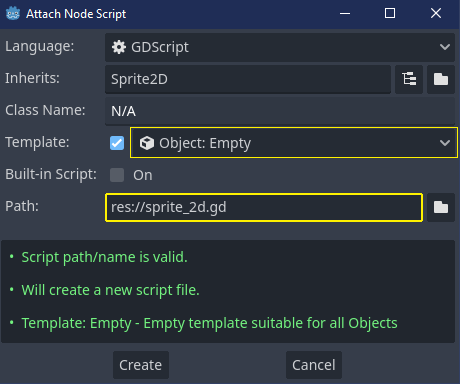 Attach Node Script
Language: GDScript
Inherits: Sprite2D
Class Name: N/A
Template: Object: Empty
Built-in Script: On
Path: res://sprite_2d.gd
• Script path/name is valid.
• Will create a new script file.
• Template: Empty - Empty template suitable for all Objects
Create Cancel